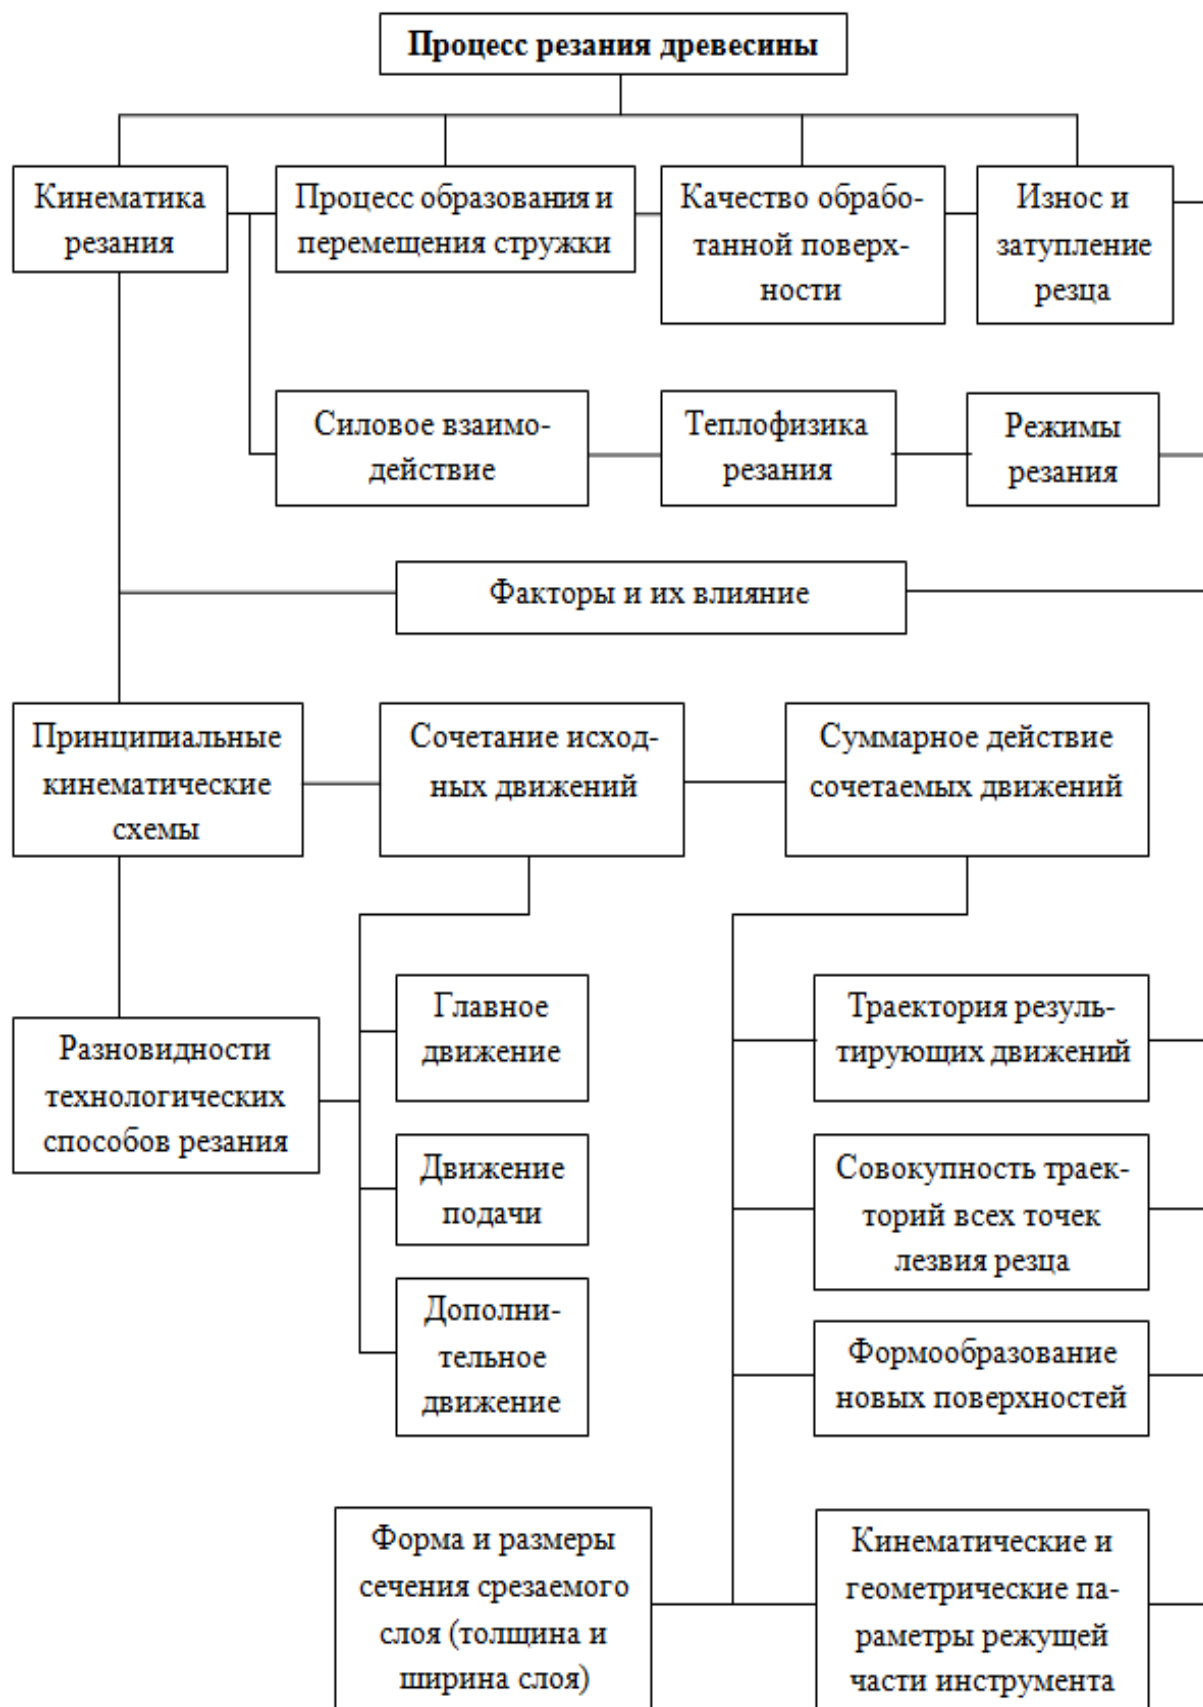 Процесс резания древесины
Кинематика
резания
Процесс образования и
перемещения стружки
Качество обрабо-
танной поверх-
ности
Износ и
затупление
резца
Силовое взаимо-
действие
Теплофизика
резания
Режимы
резания
Факторы и их влияние
Принципиальные
кинематические
схемы
Сочетание исход-
ных движений
Суммарное действие
сочетаемых движений
Разновидности
технологических
способов резания
Главное
движение
Движение
подачи
Дополни-
тельное
движение
Траектория резуль-
тирующих движений
Совокупность траек-
торий всех точек
лезвия резца
Формообразование
новых поверхностей
Форма и размеры
сечения срезаемого
слоя (толщина и
ширина слоя)
Кинематические и
геометрические па-
раметры режущей
части инструмента